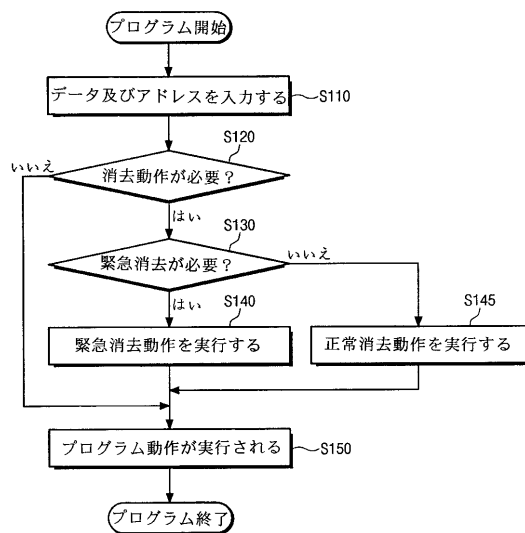 プログラム開始
データ及びアドレスを入力する
S110
S120
いいえ
消去動作が必要？
はい
S130
緊急消去が必要？
いいえ
はい
S140
S145
緊急消去動作を実行する
正常消去動作を実行する
プログラム動作が実行される
S150
プログラム終了